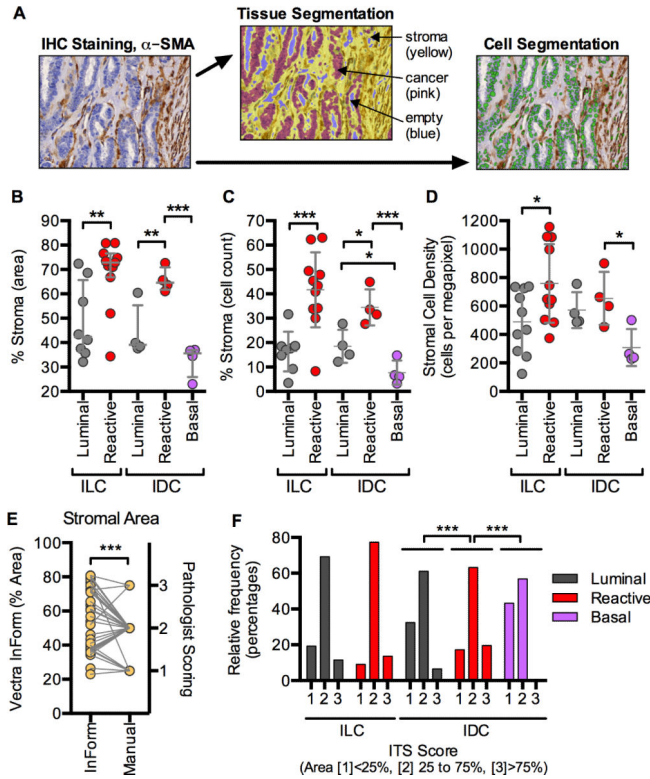 A
IHC Staining, α-SMA
Tissue Segmentation
stroma
(yellow)
cancer
(pink)
empty
(blue)
Cell Segmentation
B
% Stroma (area)
90
80
70
60
50
40
30
20
**
**
***
Luminal
Reactive
Luminal
Reactive
Basal
ILC
IDC
C
% Stroma (cell count)
70
60
50
40
30
20
10
0
***
*
***
*
Luminal
Reactive
Luminal
Reactive
Basal
ILC
IDC
D
Stromal Cell Density
(cells per megapixel)
1200
1000
800
600
400
200
0
*
*
Luminal
Reactive
Luminal
Reactive
Basal
ILC
IDC
E
Stromal Area
***
Vectra InForm (% Area)
100
80
60
40
20
0
3
2
1
Pathologist Scoring
InForm
Manual
F
Relative frequency
(percentages)
80
60
40
20
0
***
***
Luminal
Reactive
Basal
1 2 3 1 2 3 1 2 3 1 2 3 1 2 3
ILC
IDC
ITS Score
(Area [1]<25%, [2] 25 to 75%, [3]>75%)